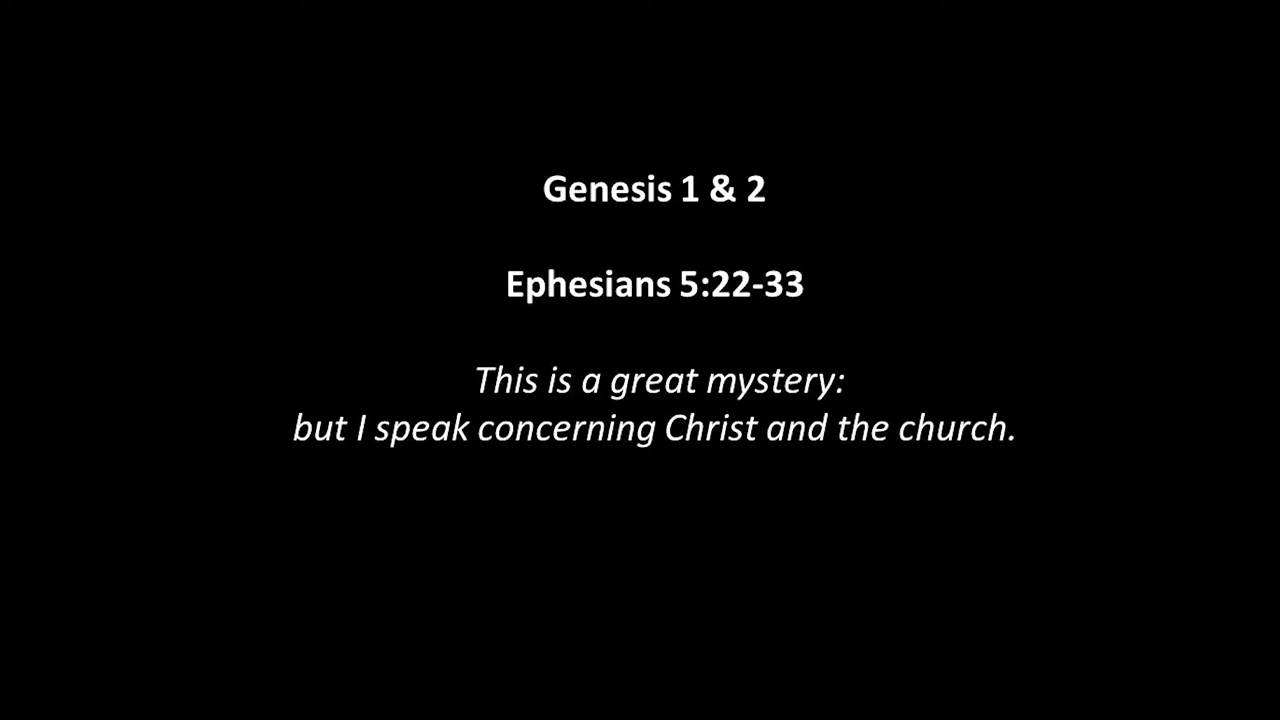 Genesis 1 & 2
Ephesians 5:22-33
This is a great mystery:
but I speak concerning Christ and the church.